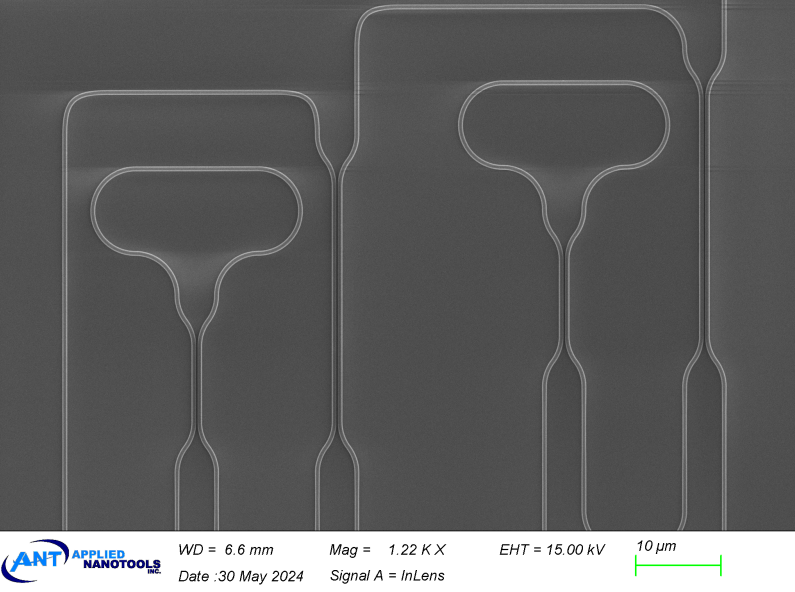 ANT APPLIED NANOTOOLS INC.
WD = 6.6 mm Mag = 1.22 K X EHT = 15.00 kV 10 µm
Date :30 May 2024 Signal A = InLens